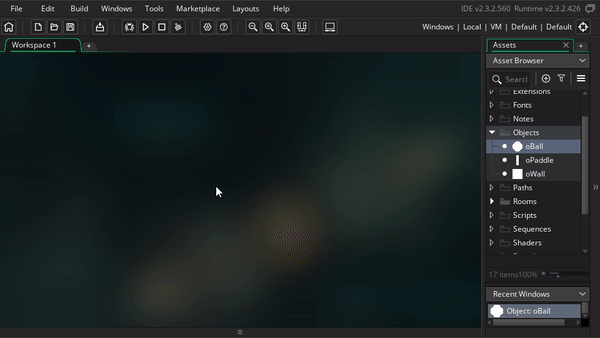 File Edit Build Windows Tools Marketplace Layouts Help IDE v2.3.2.560 Runtime v2.3.2.426
Windows | Local | VM | Default | Default
Workspace 1
Assets
Asset Browser
Search
Extensions
Fonts
Notes
Objects
oBall
oPaddle
oWall
Paths
Rooms
Scripts
Sequences
Shaders
17 items 100%
Recent Windows
Object: oBall